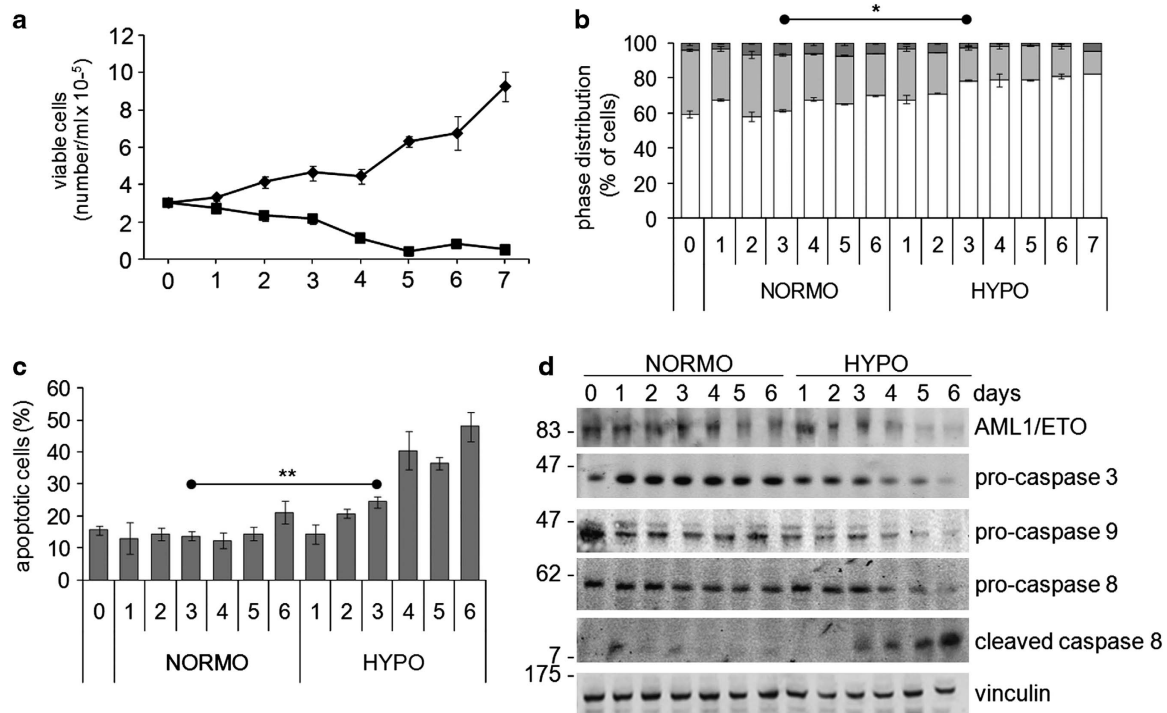 a
viable cells
(number/ml x 10⁻⁵)
12
10
8
6
4
2
0
0 1 2 3 4 5 6 7
b
*
phase distribution
(% of cells)
100
80
60
40
20
0
0 1 2 3 4 5 6 1 2 3 4 5 6 7
NORMO HYPO
c
**
apoptotic cells (%)
60
50
40
30
20
10
0
0 1 2 3 4 5 6 1 2 3 4 5 6
NORMO HYPO
d
NORMO HYPO
0 1 2 3 4 5 6 1 2 3 4 5 6 days
83 - AML1/ETO
47 - pro-caspase 3
47 - pro-caspase 9
62 - pro-caspase 8
7 - cleaved caspase 8
175 - vinculin